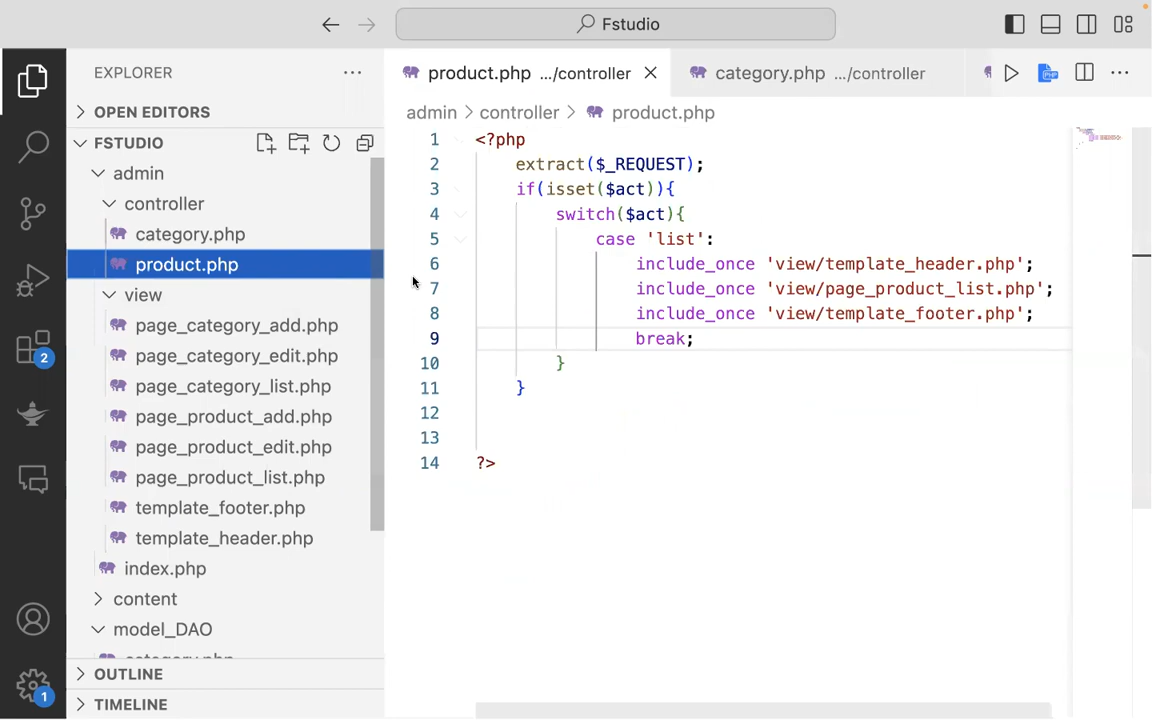 Fstudio
EXPLORER
OPEN EDITORS
FSTUDIO
admin
controller
category.php
product.php
view
page_category_add.php
page_category_edit.php
page_category_list.php
page_product_add.php
page_product_edit.php
page_product_list.php
template_footer.php
template_header.php
index.php
content
model_DAO
category.php
OUTLINE
TIMELINE
2
1
product.php .../controller
category.php .../controller
admin > controller > product.php
1 <?php
2 extract($_REQUEST);
3 if(isset($act)){
4 switch($act){
5 case 'list':
6 include_once 'view/template_header.php';
7 include_once 'view/page_product_list.php';
8 include_once 'view/template_footer.php';
9 break;
10 }
11 }
12
13
14 ?>